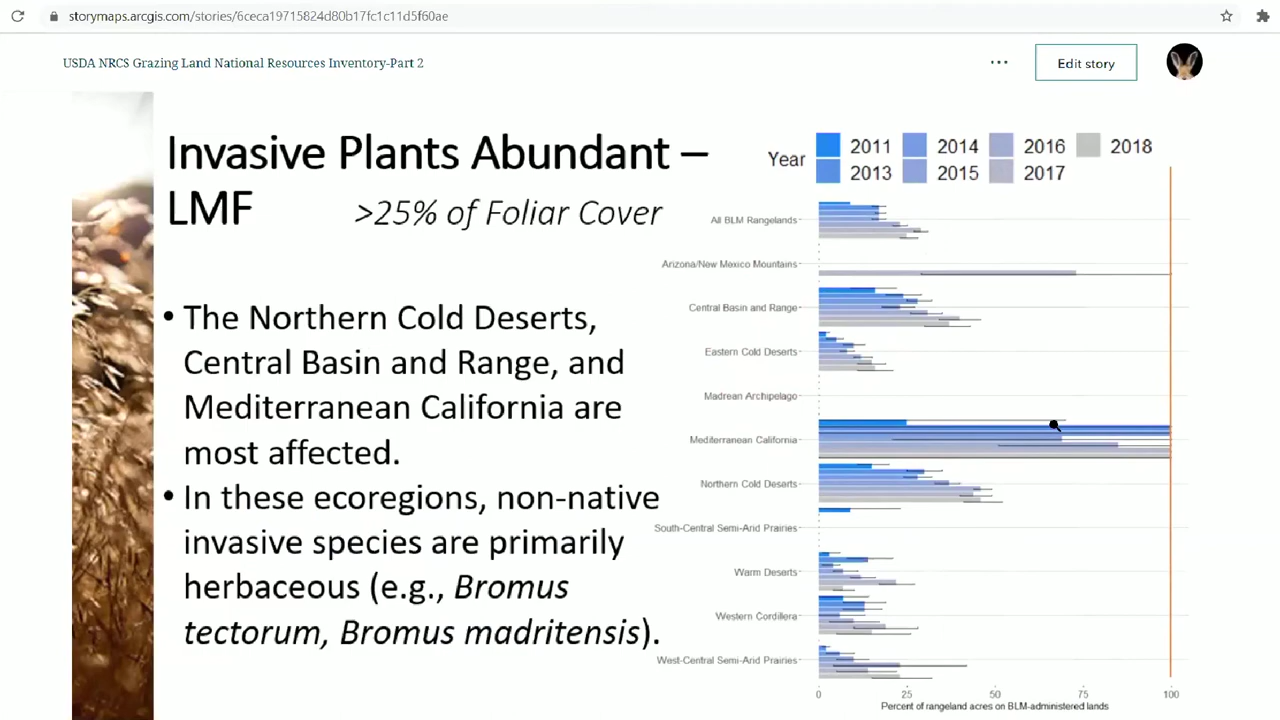 storymaps.arcgis.com/stories/6ceca19715824d80b17fc1c11d5f60ae
USDA NRCS Grazing Land National Resources Inventory-Part 2
Edit story
Invasive Plants Abundant –
LMF >25% of Foliar Cover
• The Northern Cold Deserts,
Central Basin and Range, and
Mediterranean California are
most affected.
• In these ecoregions, non-native
invasive species are primarily
herbaceous (e.g., Bromus
tectorum, Bromus madritensis).
Year
2011 2014 2016 2018
2013 2015 2017
All BLM Rangelands
Arizona/New Mexico Mountains
Central Basin and Range
Eastern Cold Deserts
Madrean Archipelago
Mediterranean California
Northern Cold Deserts
South-Central Semi-Arid Prairies
Warm Deserts
Western Cordillera
West-Central Semi-Arid Prairies
0 25 50 75 100
Percent of rangeland acres on BLM-administered lands